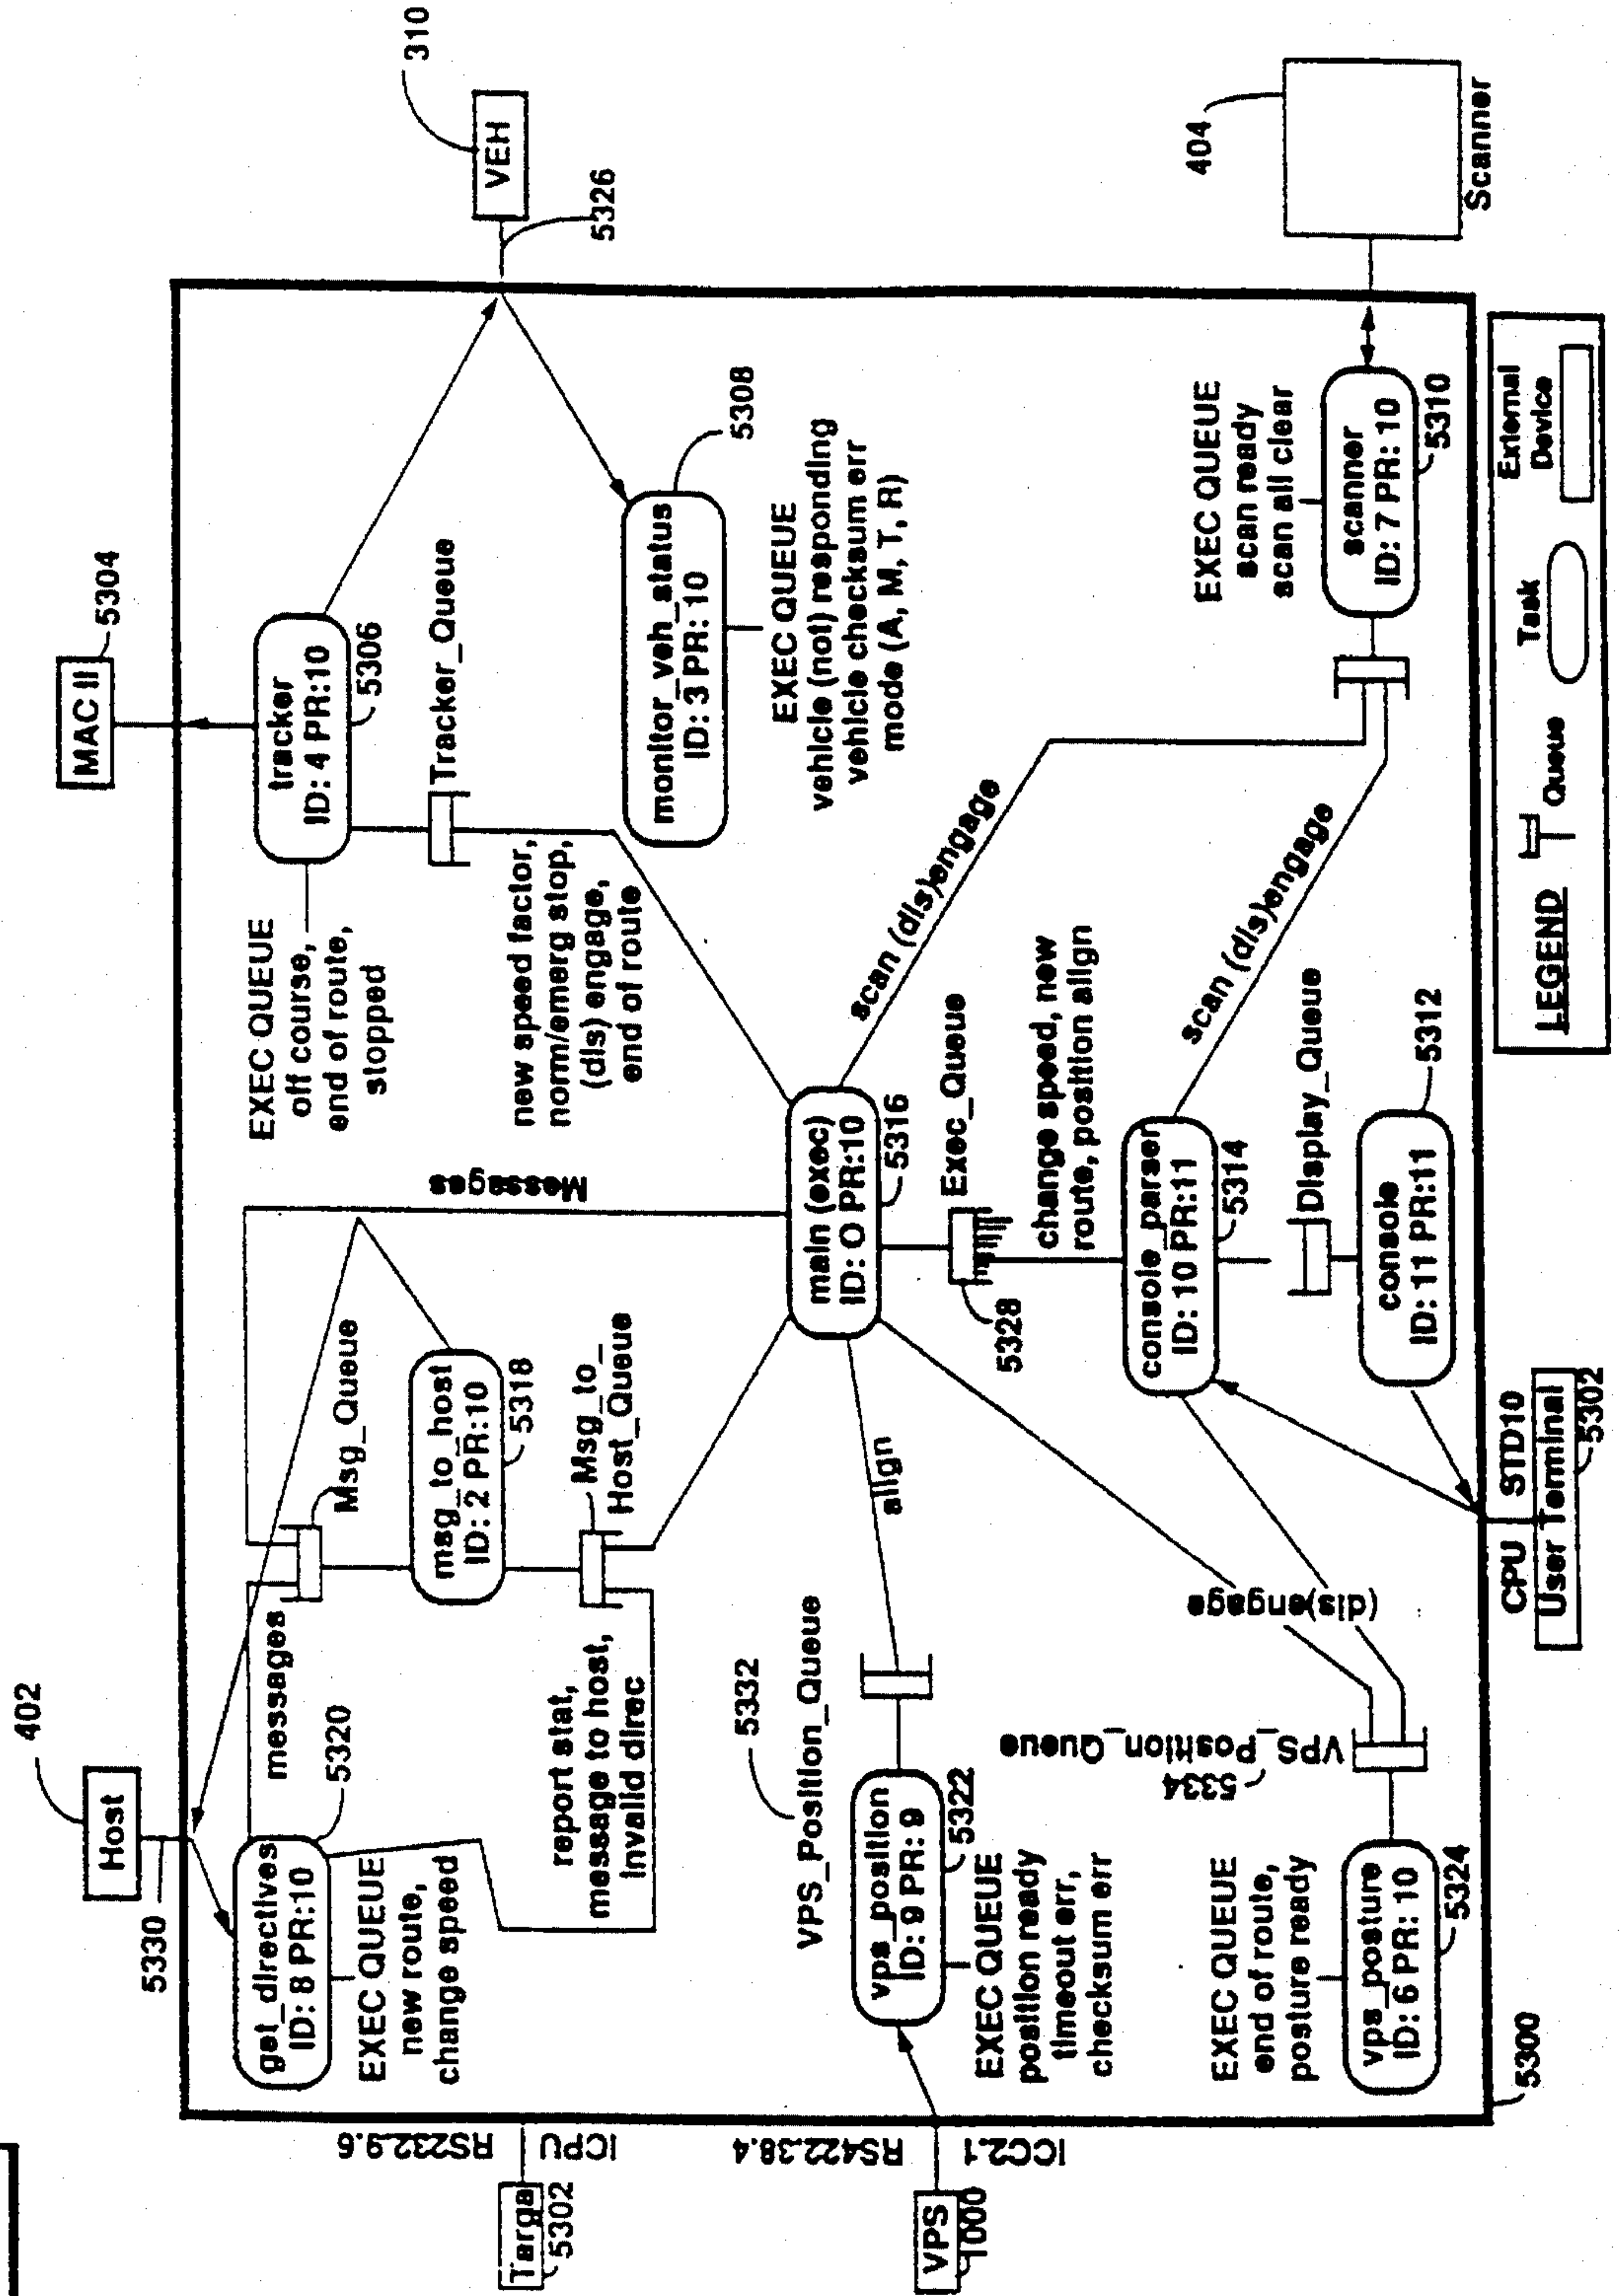 402
Host
5330
MAC II
5304
310
VEH
5326
404
Scanner
get_directives
ID: 8 PR:10
5320
EXEC QUEUE
new route,
change speed
messages
Msg_Queue
msg_to_host
ID: 2 PR:10
5318
Msg_to_
Host_Queue
report stat,
message to host,
invalid direc
Messages
EXEC QUEUE
off course,
end of route,
stopped
tracker
ID: 4 PR:10
5306
Tracker_Queue
new speed factor,
norm/emerg stop,
(dis) engage,
end of route
monitor_veh_status
ID: 3 PR: 10
5308
EXEC QUEUE
vehicle (not) responding
vehicle checksum err
mode (A, M, T, R)
Targa
5302
RS232.9.6
ICPU
VPS
1000
RS422.38.4
ICC2.1
5332
VPS_Position_Queue
vps_position
ID: 9 PR: 9
5322
EXEC QUEUE
position ready
timeout err,
checksum err
align
main (exec)
ID: O PR:10
5316
Exec_Queue
5328
change speed, new
route, position align
scan (dis)engage
scan (dis)engage
EXEC QUEUE
scan ready
scan all clear
scanner
ID: 7 PR: 10
5310
console_parser
ID: 10 PR:11
5314
Display_Queue
console
ID: 11 PR:11
5312
(dis)engage
5334
VPS_Position_Queue
EXEC QUEUE
end of route,
posture ready
vps_posture
ID: 6 PR: 10
5324
5300
CPU STD10
User Terminal
5302
LEGEND
Queue
Task
External
Device